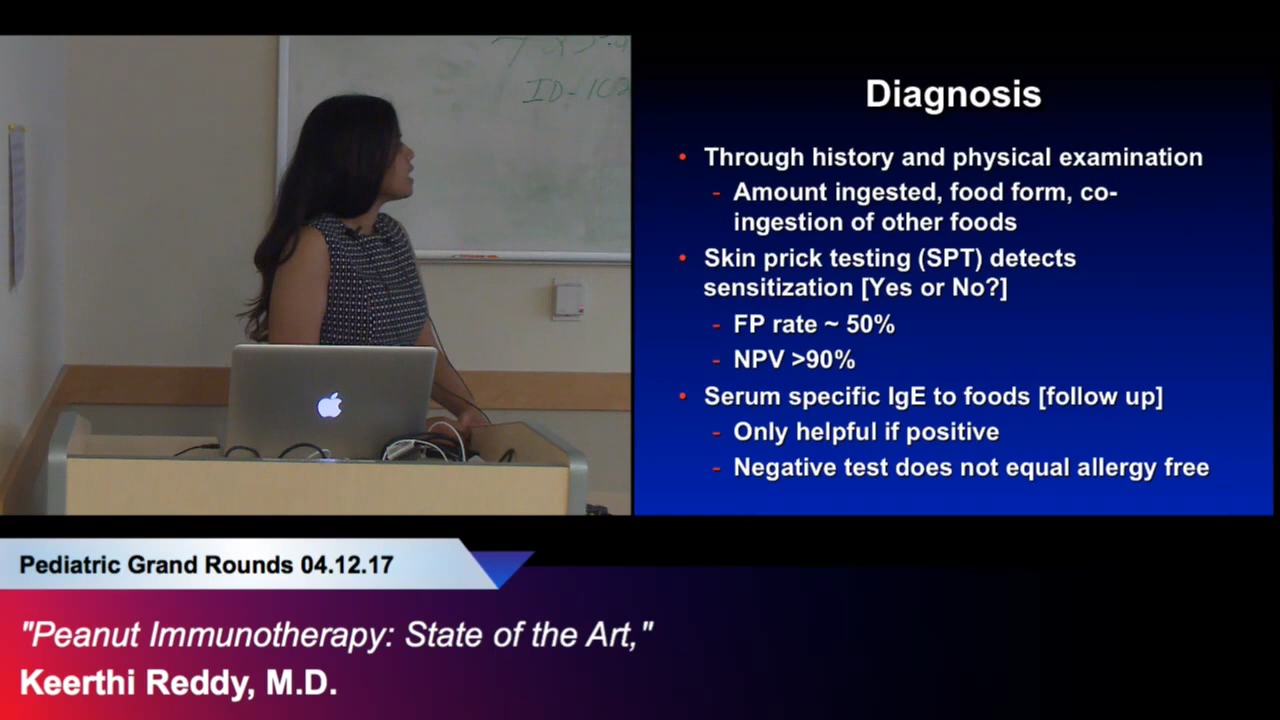 ID-
Diagnosis
• Through history and physical examination
- Amount ingested, food form, co-
ingestion of other foods
• Skin prick testing (SPT) detects
sensitization [Yes or No?]
- FP rate ~ 50%
- NPV >90%
• Serum specific IgE to foods [follow up]
- Only helpful if positive
- Negative test does not equal allergy free
Pediatric Grand Rounds 04.12.17
"Peanut Immunotherapy: State of the Art,"
Keerthi Reddy, M.D.